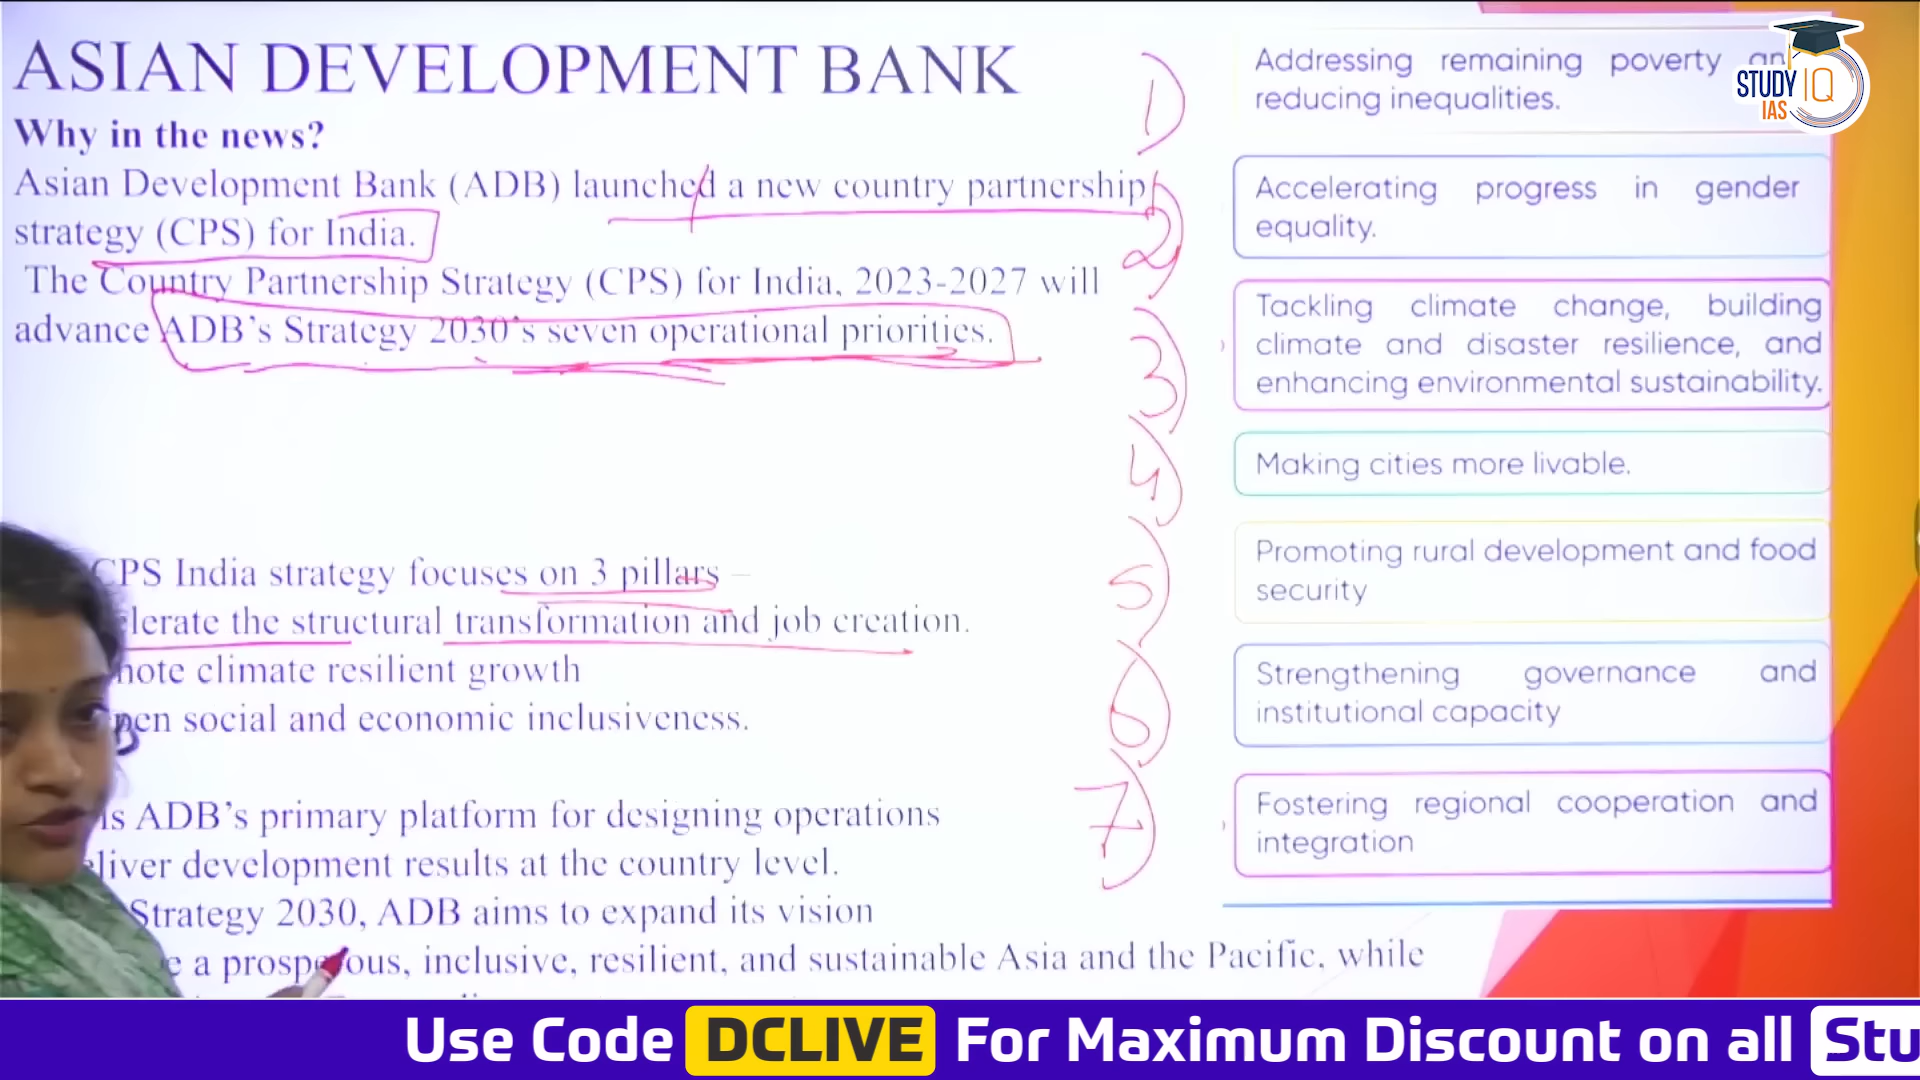 ASIAN DEVELOPMENT BANK
Why in the news?
Asian Development Bank (ADB) launched a new country partnership
strategy (CPS) for India.
The Country Partnership Strategy (CPS) for India, 2023-2027 will
advance ADB's Strategy 2030's seven operational priorities.
CPS India strategy focuses on 3 pillars –
lerate the structural transformation and job creation.
mote climate resilient growth
pen social and economic inclusiveness.
is ADB's primary platform for designing operations
liver development results at the country level.
Strategy 2030, ADB aims to expand its vision
e a prosperous, inclusive, resilient, and sustainable Asia and the Pacific, while
1)
2)
3)
4)
5)
6)
7)
Addressing remaining poverty an
reducing inequalities.
Accelerating progress in gender
equality.
Tackling climate change, building
climate and disaster resilience, and
enhancing environmental sustainability.
Making cities more livable.
Promoting rural development and food
security
Strengthening governance and
institutional capacity
Fostering regional cooperation and
integration
STUDY IQ
IAS
Use Code DCLIVE For Maximum Discount on all Stu